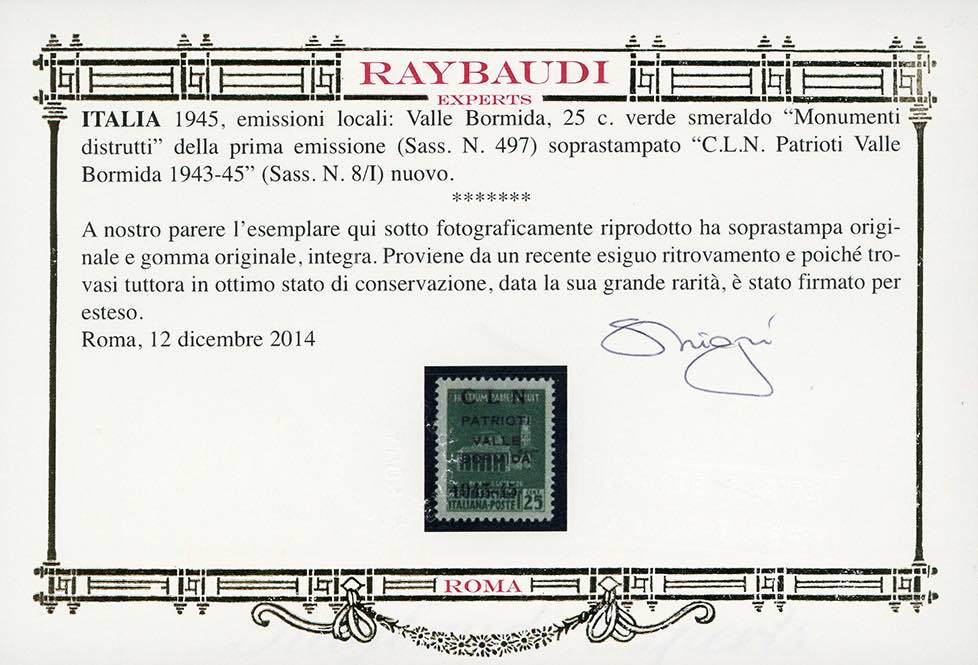 RAYBAUDI
EXPERTS
ITALIA 1945, emissioni locali: Valle Bormida, 25 c. verde smeraldo “Monumenti
distrutti” della prima emissione (Sass. N. 497) soprastampato “C.L.N. Patrioti Valle
Bormida 1943-45” (Sass. N. 8/I) nuovo.
*******
A nostro parere l’esemplare qui sotto fotograficamente riprodotto ha soprastampa origi-
nale e gomma originale, integra. Proviene da un recente esiguo ritrovamento e poiché tro-
vasi tuttora in ottimo stato di conservazione, data la sua grande rarità, è stato firmato per
esteso.
Roma, 12 dicembre 2014
C. L. N.
PATRIOTI
VALLE
BORMIDA
1943-45
ITALIANA-POSTE 25
ROMA